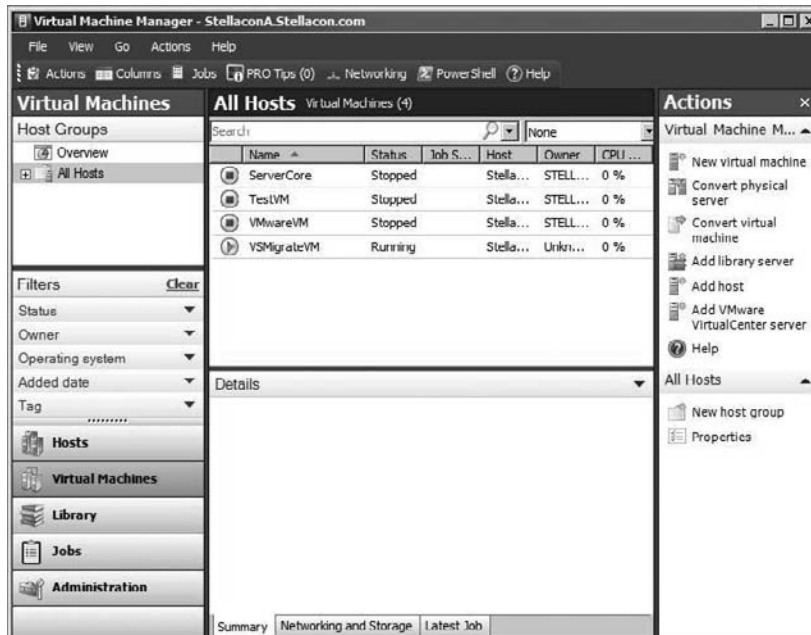 Virtual Machine Manager - StellaconA.Stellacon.com
File View Go Actions Help
Actions Columns Jobs PRO Tips (0) Networking PowerShell Help
Virtual Machines
Host Groups
Overview
All Hosts
Filters Clear
Status
Owner
Operating system
Added date
Tag
Hosts
Virtual Machines
Library
Jobs
Administration
All Hosts Virtual Machines (4)
Search None
Name Status Job S... Host Owner CPU ...
ServerCore Stopped Stella... STELL... 0 %
TestVM Stopped Stella... STELL... 0 %
VMwareVM Stopped Stella... STELL... 0 %
VSMigrateVM Running Stella... Unkn... 0 %
Details
Summary Networking and Storage Latest Job
Actions
Virtual Machine M...
New virtual machine
Convert physical
server
Convert virtual
machine
Add library server
Add host
Add VMware
VirtualCenter server
Help
All Hosts
New host group
Properties